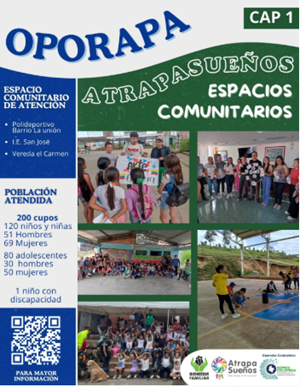 OPORAPA
CAP 1
ATRAPASUEÑOS
ESPACIOS
COMUNITARIOS
ESPACIO
COMUNITARIO
DE ATENCIÓN
Polideportivo
Barrio La unión
I.E. San José
Vereda el Carmen
POBLACIÓN
ATENDIDA
200 cupos
120 niños y niñas
51 Hombres
69 Mujeres
80 adolescentes
30 hombres
50 mujeres
1 niño con
discapacidad
PARA MAYOR
INFORMACIÓN
BIENESTAR
FAMILIAR
Atrapa
Sueños